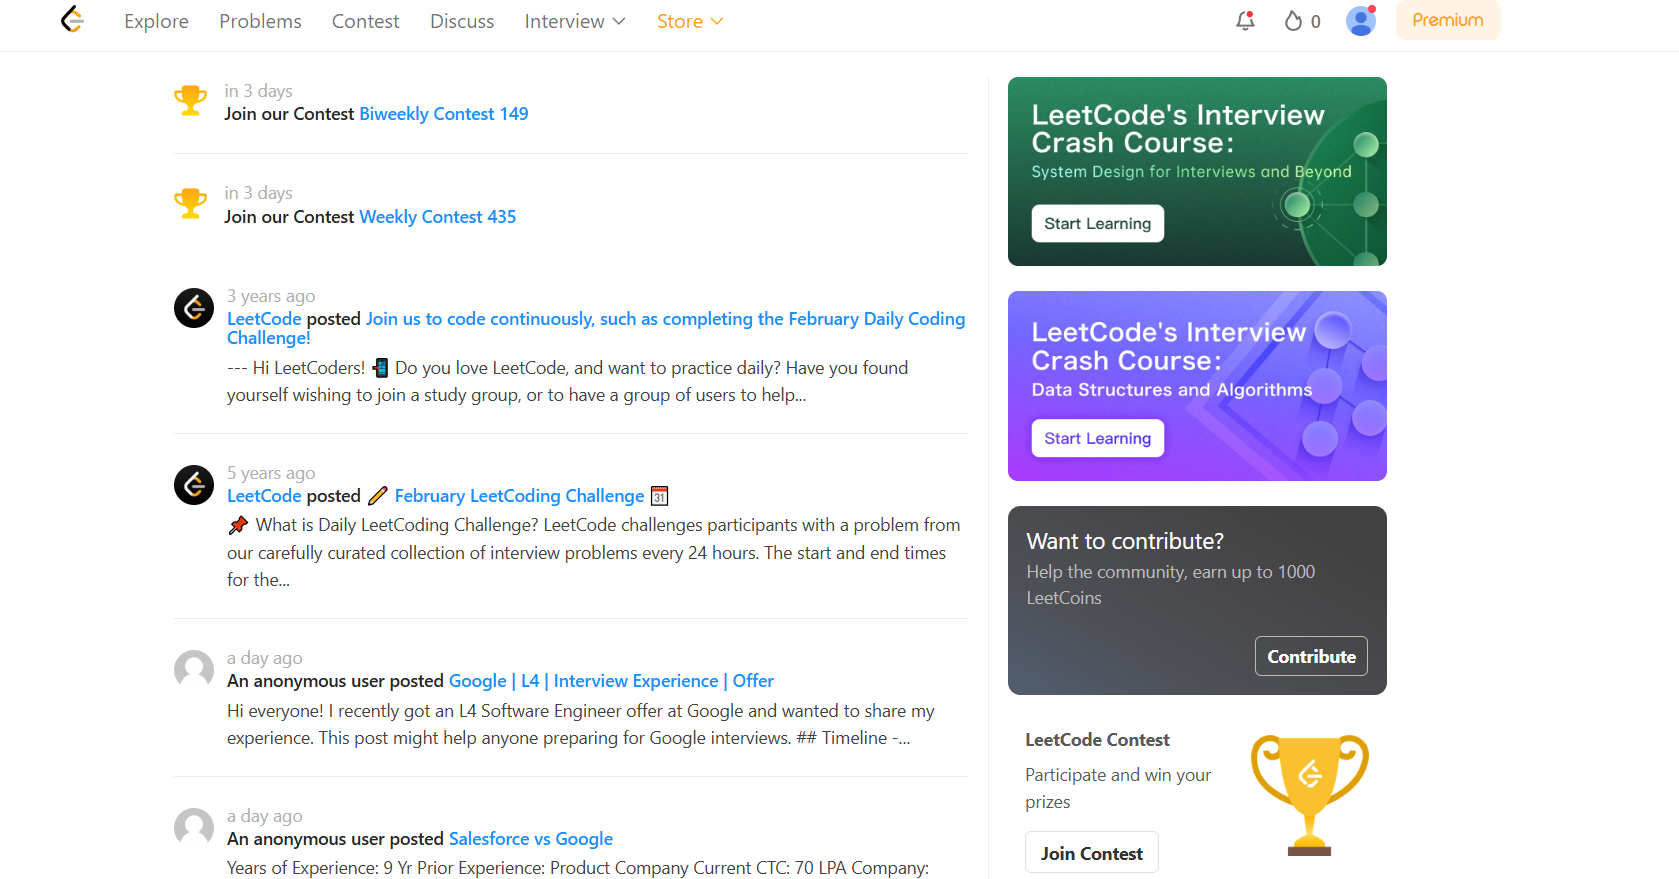 Explore Problems Contest Discuss Interview Store 0 Premium
in 3 days
Join our Contest Biweekly Contest 149
in 3 days
Join our Contest Weekly Contest 435
3 years ago
LeetCode posted Join us to code continuously, such as completing the February Daily Coding
Challenge!
--- Hi LeetCoders! 📲 Do you love LeetCode, and want to practice daily? Have you found
yourself wishing to join a study group, or to have a group of users to help...
5 years ago
LeetCode posted ✏️ February LeetCoding Challenge 📅
📌 What is Daily LeetCoding Challenge? LeetCode challenges participants with a problem from
our carefully curated collection of interview problems every 24 hours. The start and end times
for the...
a day ago
An anonymous user posted Google | L4 | Interview Experience | Offer
Hi everyone! I recently got an L4 Software Engineer offer at Google and wanted to share my
experience. This post might help anyone preparing for Google interviews. ## Timeline -...
a day ago
An anonymous user posted Salesforce vs Google
Years of Experience: 9 Yr Prior Experience: Product Company Current CTC: 70 LPA Company:
LeetCode's Interview
Crash Course:
System Design for Interviews and Beyond
Start Learning
LeetCode's Interview
Crash Course:
Data Structures and Algorithms
Start Learning
Want to contribute?
Help the community, earn up to 1000
LeetCoins
Contribute
LeetCode Contest
Participate and win your
prizes
Join Contest